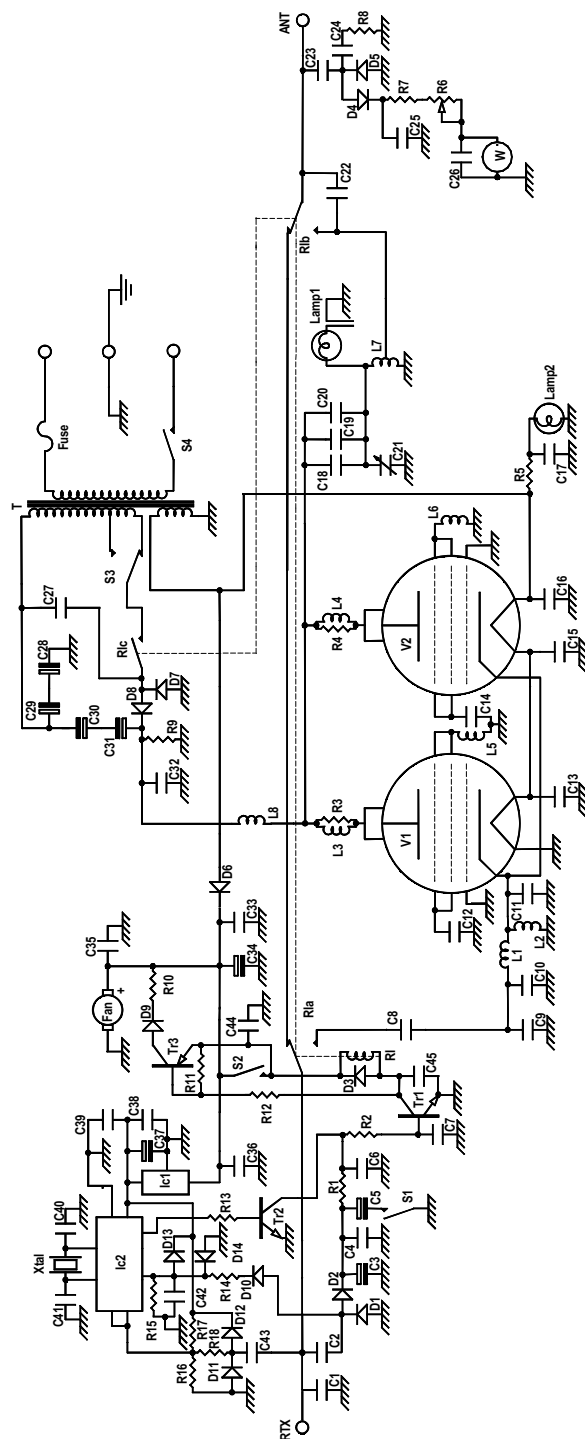 T
C29
C28
C27
Xtal
C41
C40
C39
C35
Fuse
C30
C31
S3
S4
Ic2
C38
C37
Ic1
Fan
+
D9
R10
RIc
D8
D7
R9
C32
R15
C42
D13
D14
R13
R14
D10
C36
Tr3
R11
C44
C34
C33
D6
R16
R17
R18
D11
D12
C43
Tr2
R12
S2
L8
RTX
C1
C2
D1
D2
C3
C4
C5
C6
R1
S1
R2
C7
Tr1
D3
RI
C45
RIa
C8
C9
C10
L1
L2
C11
C12
L3
R3
V1
L5
C14
C13
R4
L4
V2
L6
C15
C16
C18
C19
C20
C21
Lamp1
L7
RIb
C22
R5
C17
Lamp2
ANT
C23
C24
R8
D4
D5
C25
R7
R6
C26
W